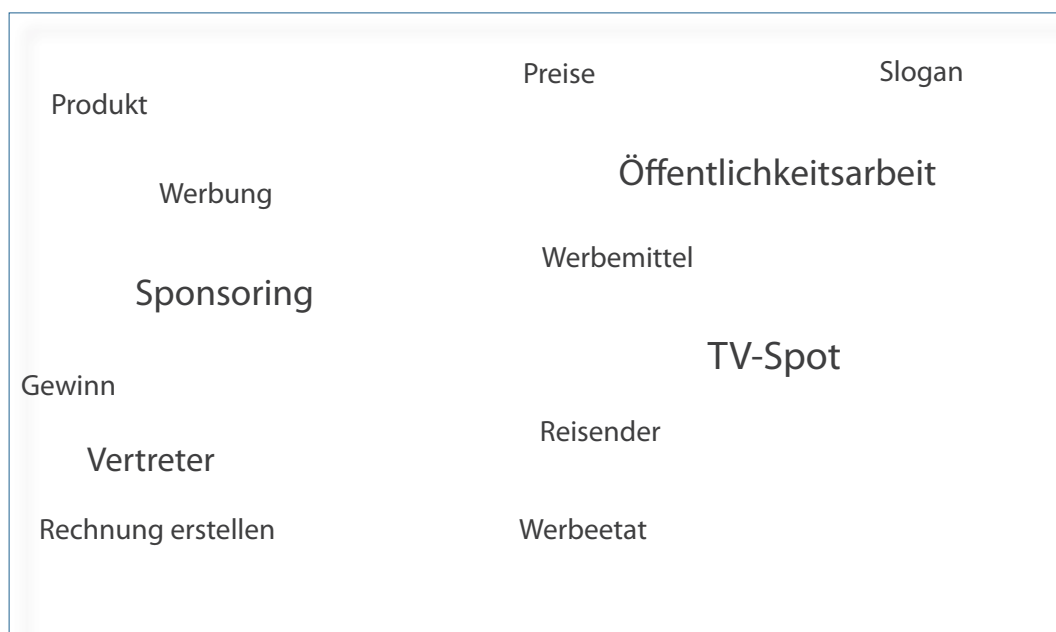 Preise
Slogan
Produkt
Öffentlichkeitsarbeit
Werbung
Werbemittel
Sponsoring
TV-Spot
Gewinn
Reisender
Vertreter
Rechnung erstellen
Werbeetat